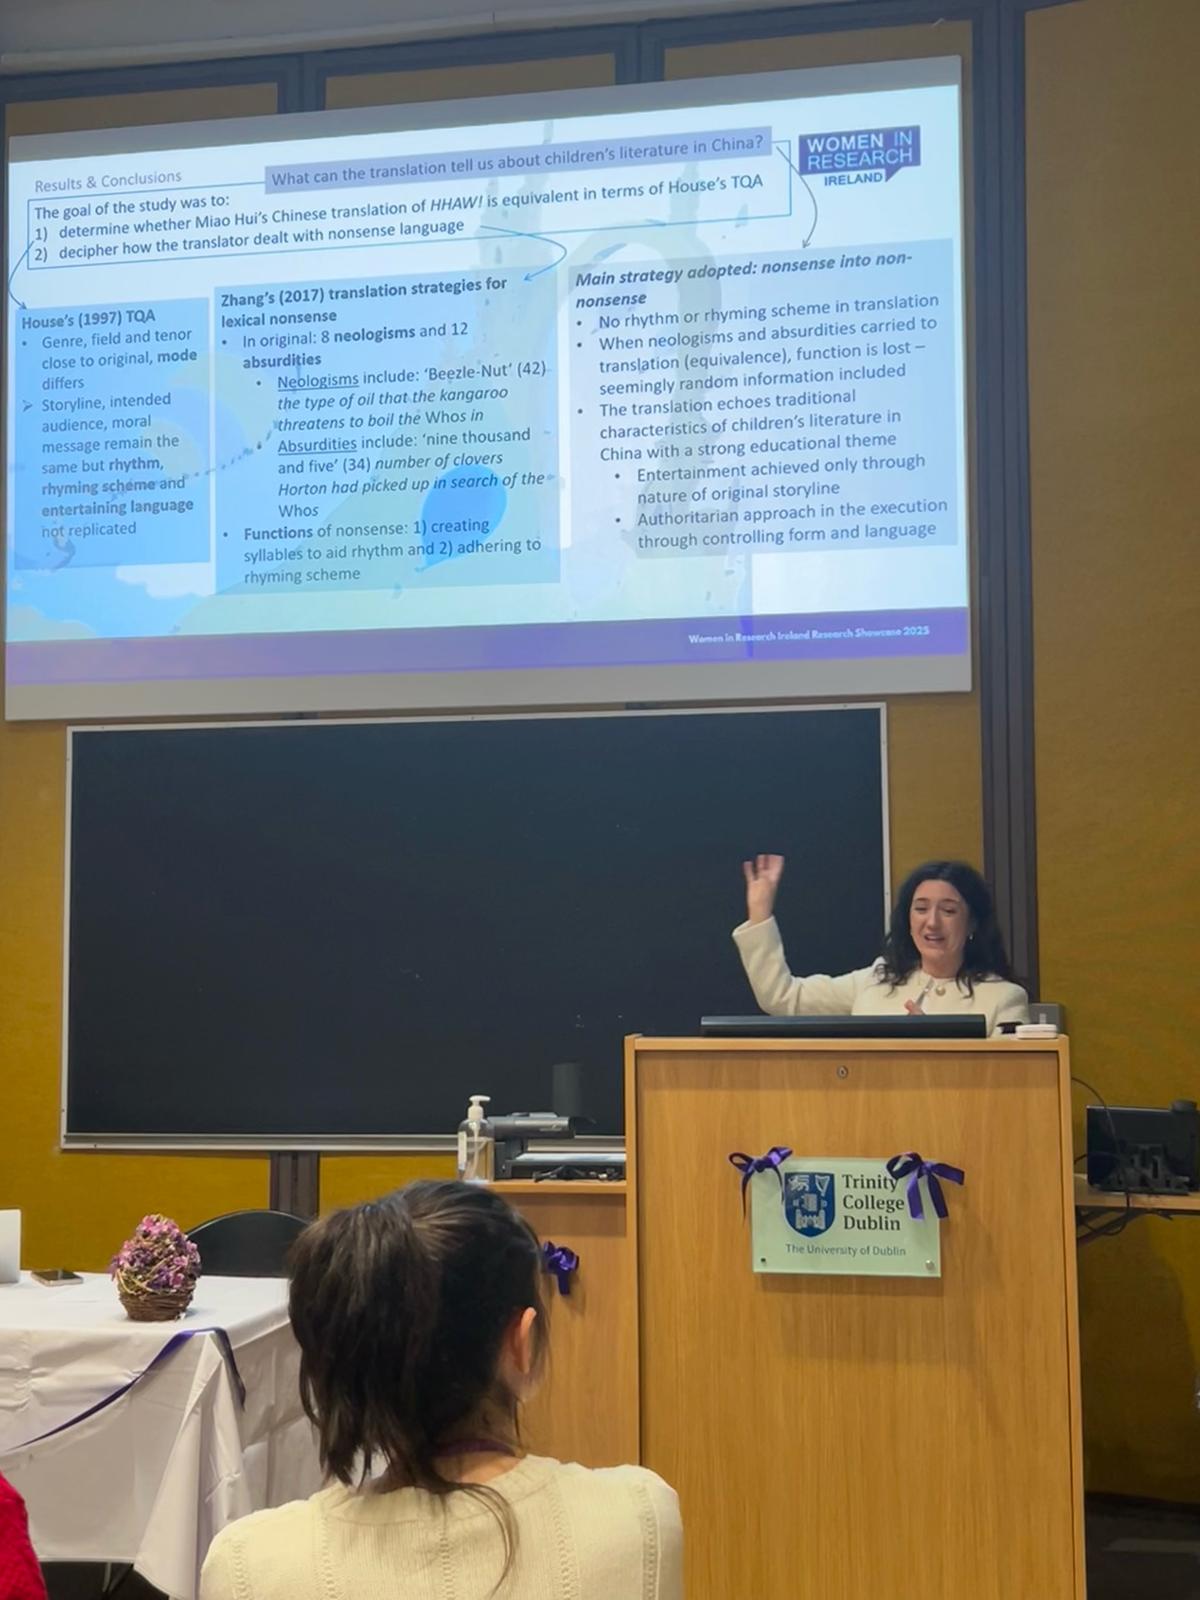 Results & Conclusions
What can the translation tell us about children's literature in China?
WOMEN IN
RESEARCH
IRELAND
The goal of the study was to:
1) determine whether Miao Hui's Chinese translation of HHAW! is equivalent in terms of House's TQA
2) decipher how the translator dealt with nonsense language
House's (1997) TQA
• Genre, field and tenor
close to original, mode
differs
➢ Storyline, intended
audience, moral
message remain the
same but rhythm,
rhyming scheme and
entertaining language
not replicated
Zhang's (2017) translation strategies for
lexical nonsense
• In original: 8 neologisms and 12
absurdities
• Neologisms include: 'Beezle-Nut' (42)
the type of oil that the kangaroo
threatens to boil the Whos in
• Absurdities include: 'nine thousand
and five' (34) number of clovers
Horton had picked up in search of the
Whos
• Functions of nonsense: 1) creating
syllables to aid rhythm and 2) adhering to
rhyming scheme
Main strategy adopted: nonsense into non-
nonsense
• No rhythm or rhyming scheme in translation
• When neologisms and absurdities carried to
translation (equivalence), function is lost –
seemingly random information included
• The translation echoes traditional
characteristics of children's literature in
China with a strong educational theme
• Entertainment achieved only through
nature of original storyline
• Authoritarian approach in the execution
through controlling form and language
Women in Research Ireland Research Showcase 2025
Trinity
College
Dublin
The University of Dublin